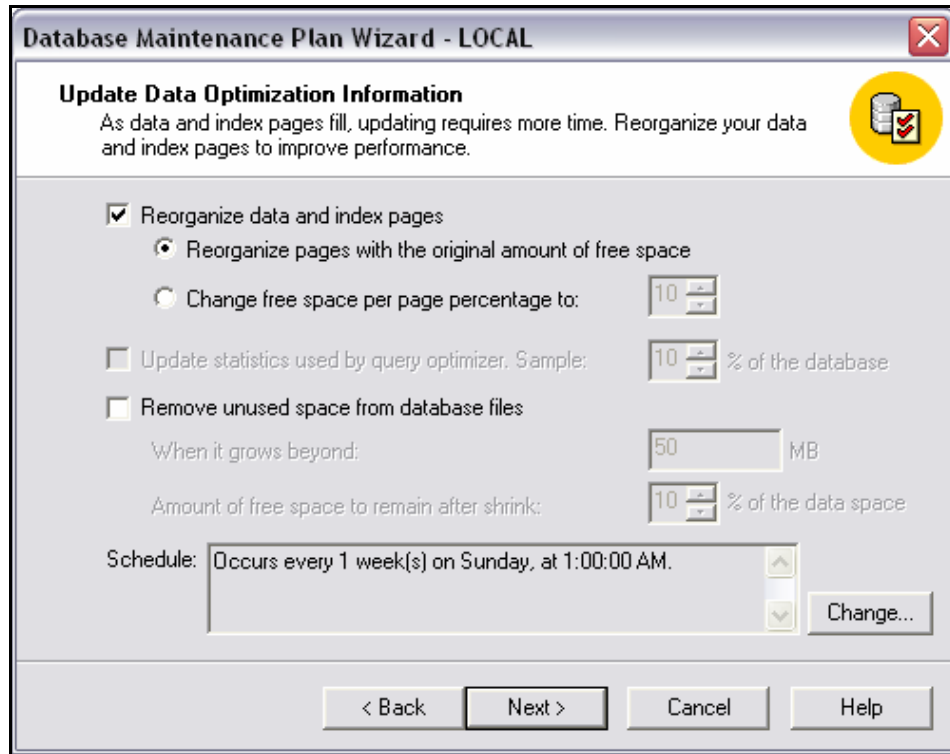 Database Maintenance Plan Wizard - LOCAL
Update Data Optimization Information
As data and index pages fill, updating requires more time. Reorganize your data
and index pages to improve performance.
Reorganize data and index pages
Reorganize pages with the original amount of free space
Change free space per page percentage to: 10
Update statistics used by query optimizer. Sample: 10 % of the database
Remove unused space from database files
When it grows beyond: 50 MB
Amount of free space to remain after shrink: 10 % of the data space
Schedule: Occurs every 1 week(s) on Sunday, at 1:00:00 AM.
Change...
< Back Next > Cancel Help